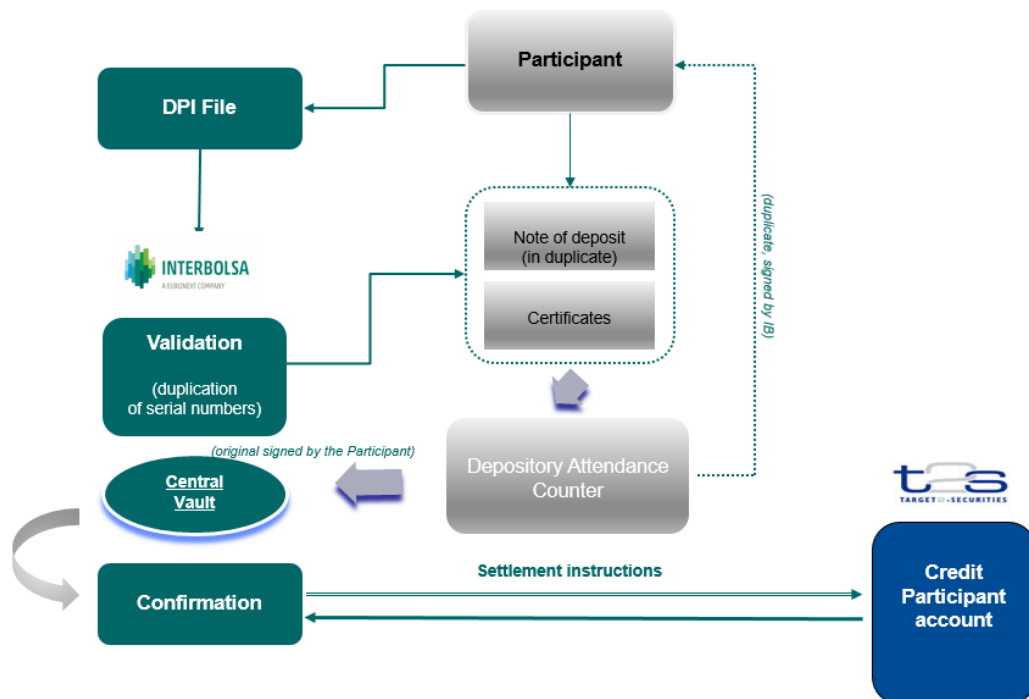 Participant
DPI File
(duplicate, signed by IB)
Note of deposit
(in duplicate)
INTERBOLSA
A EURONEXT COMPANY
Certificates
Validation
(duplication
of serial numbers)
(original signed by the Participant)
Depository Attendance
Counter
Central
Vault
t2s
TARGET2-SECURITIES
Settlement instructions
Confirmation
Credit
Participant
account